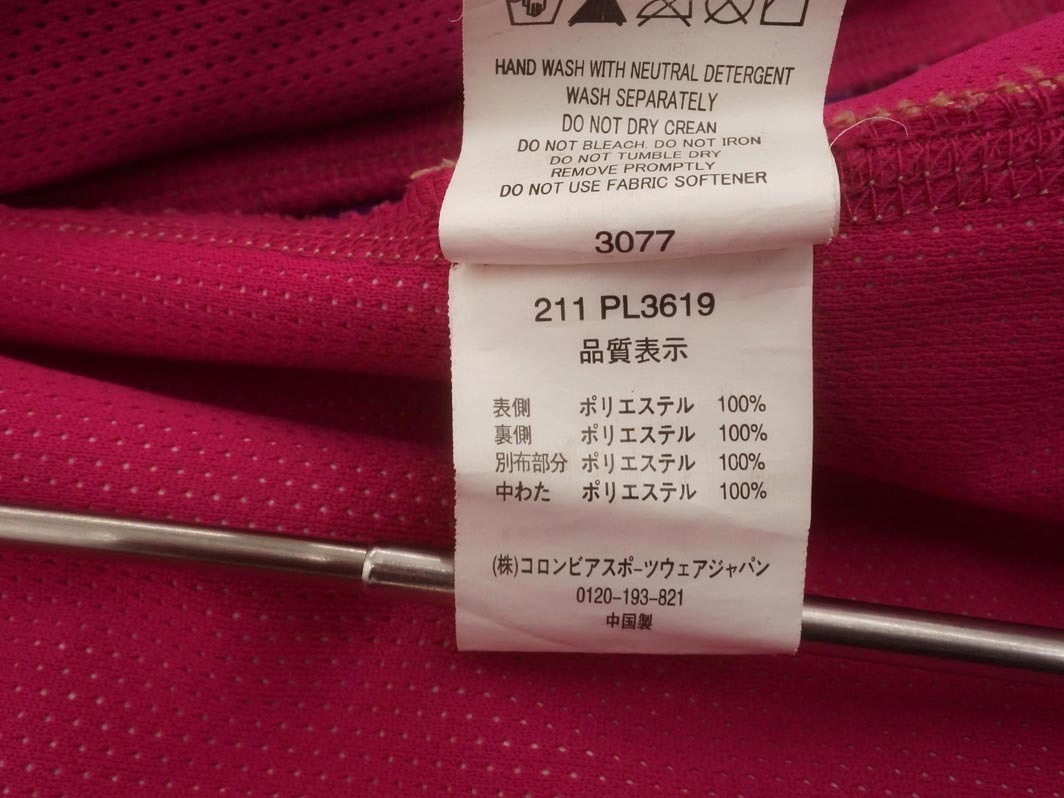 HAND WASH WITH NEUTRAL DETERGENT
WASH SEPARATELY
DO NOT DRY CREAN
DO NOT BLEACH. DO NOT IRON
DO NOT TUMBLE DRY
REMOVE PROMPTLY
DO NOT USE FABRIC SOFTENER
3077
211 PL3619
品質表示
表側 ポリエステル 100%
裏側 ポリエステル 100%
別布部分 ポリエステル 100%
中わた ポリエステル 100%
(株)コロンビアスポーツウェアジャパン
0120-193-821
中国製